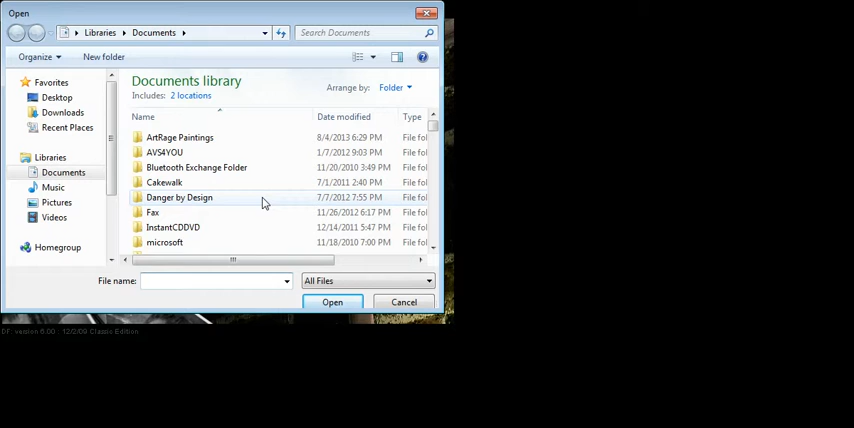 Open
Libraries Documents
Search Documents
Organize
New folder
Documents library
Includes: 2 locations
Arrange by: Folder
Name Date modified Type
Favorites
Desktop
Downloads
Recent Places
Libraries
Documents
Music
Pictures
Videos
Homegroup
ArtRage Paintings 8/4/2013 6:29 PM File fol
AVS4YOU 1/7/2012 9:03 PM File fol
Bluetooth Exchange Folder 11/20/2010 3:49 PM File fol
Cakewalk 7/1/2011 2:40 PM File fol
Danger by Design 7/7/2012 7:55 PM File fol
Fax 11/26/2012 6:17 PM File fol
InstantCDDVD 12/14/2011 5:47 PM File fol
microsoft 11/18/2010 7:00 PM File fol
File name:
All Files
Open
Cancel
DF: version 6.00 : 12/2/09 Classic Edition